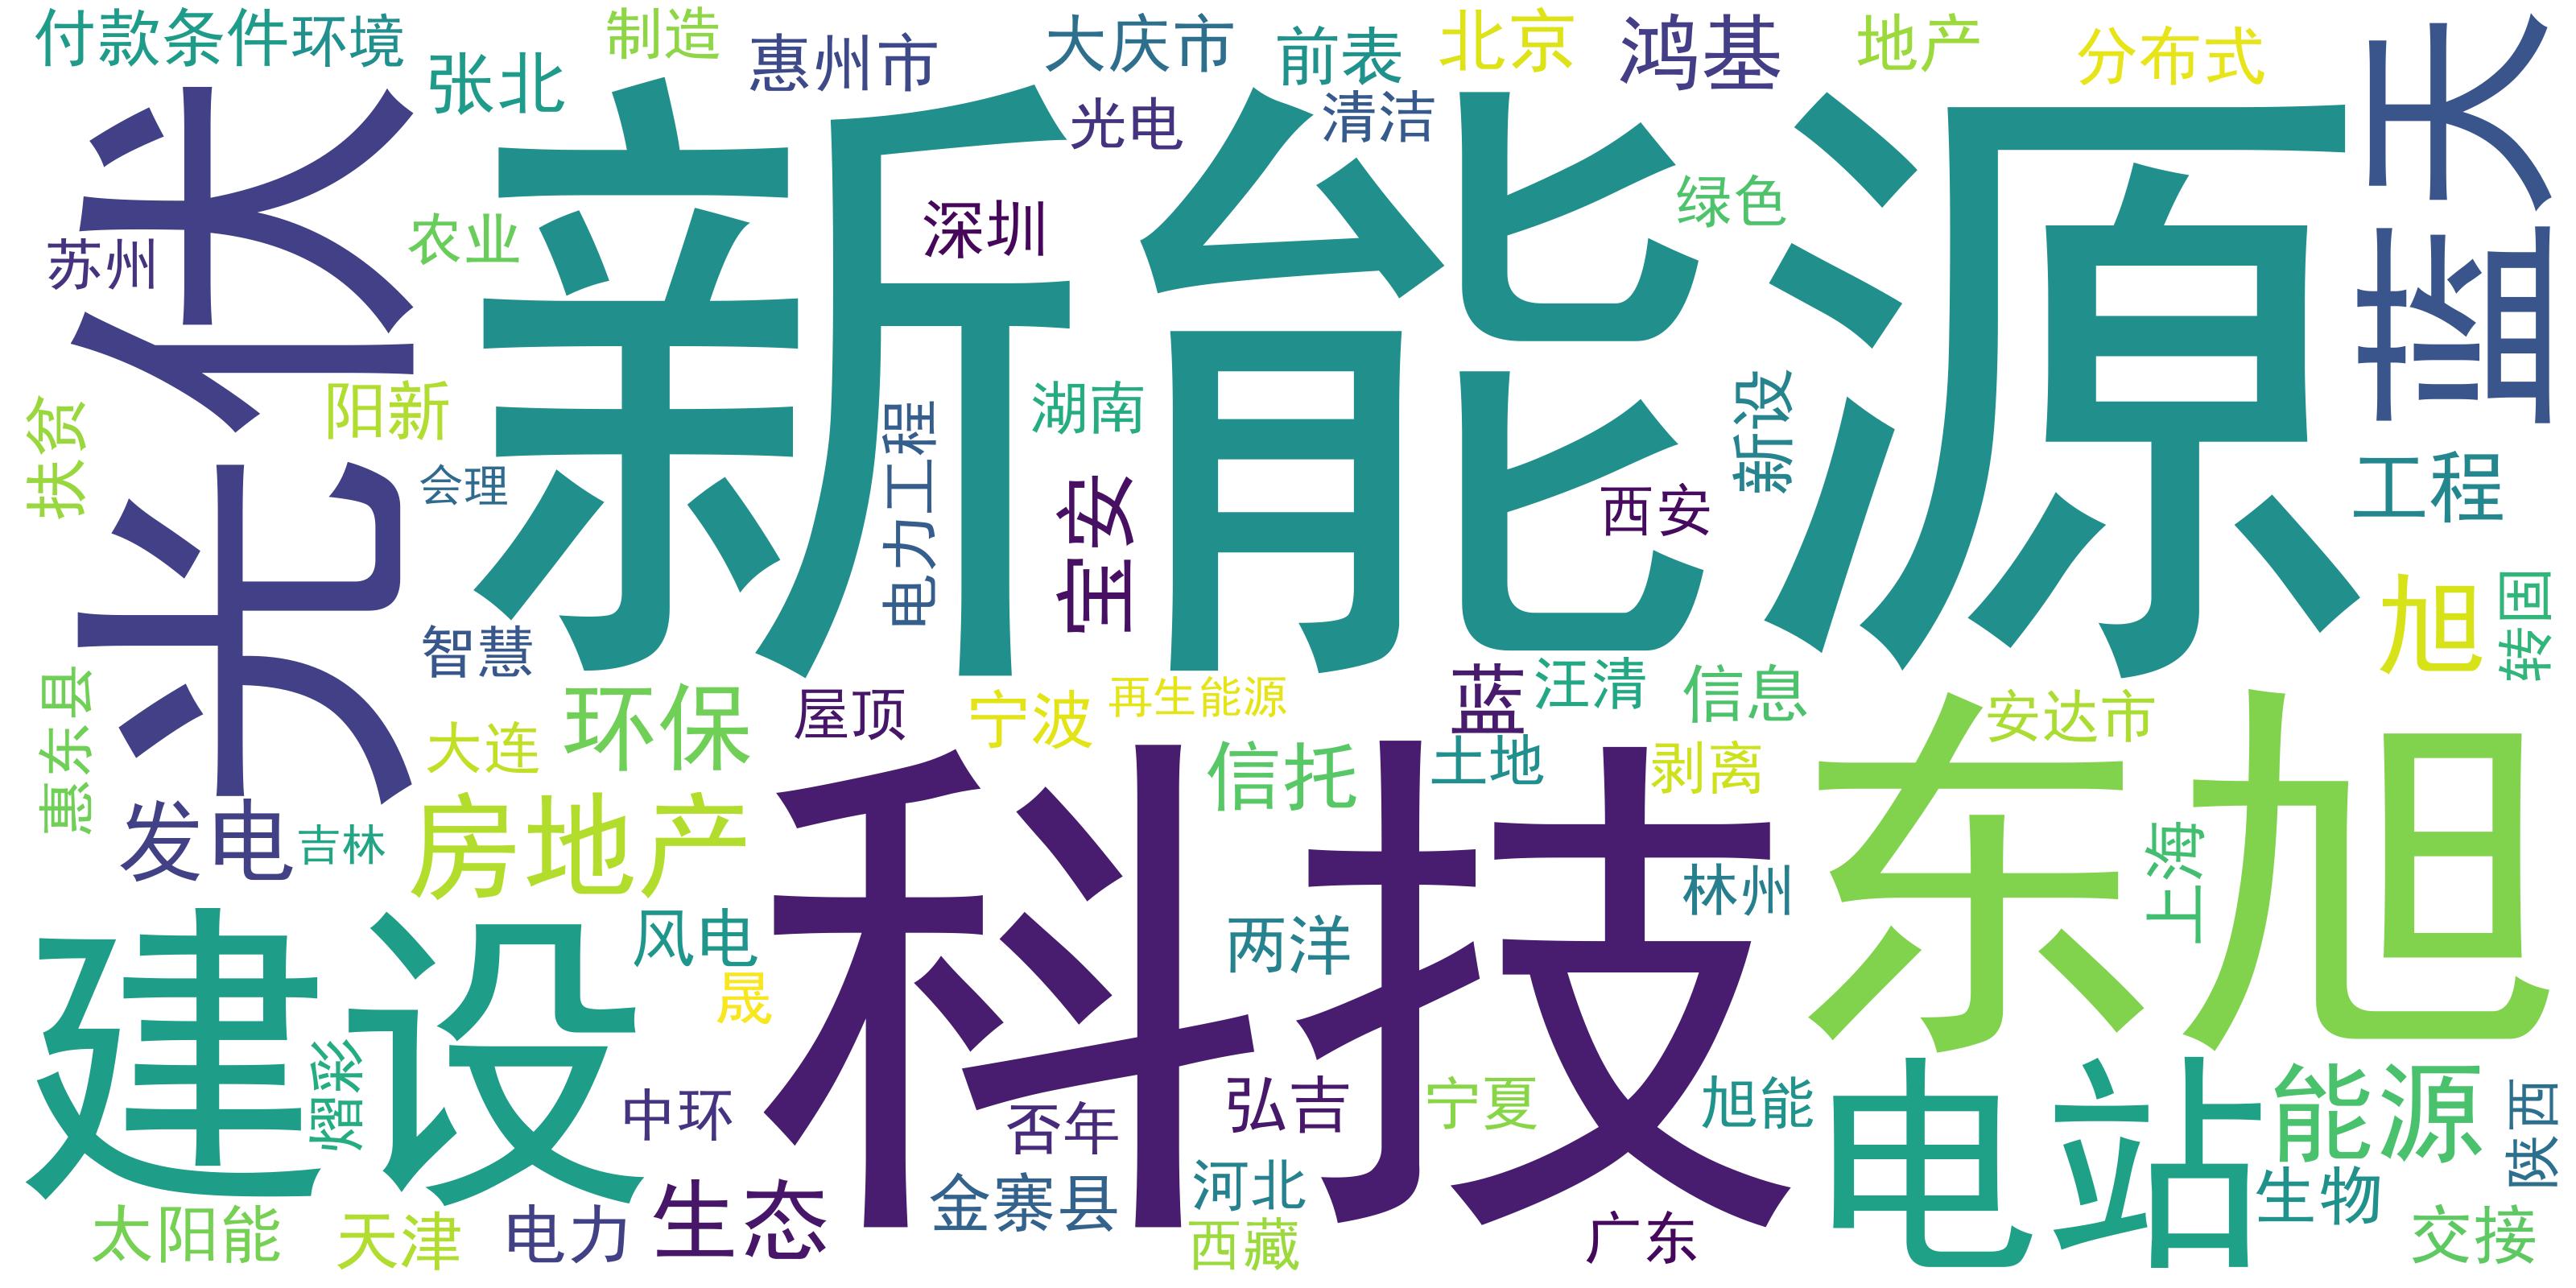 付款条件环境
制造
惠州市
大庆市
前表
北京
鸿基
地产
分布式
蓝天
张北
光电
清洁
光伏
新能源
苏州
农业
深圳
绿色
扶贫
阳新
会理
电力工程
湖南
宝安
新设
西安
工程
智慧
旭
转固
惠东县
环保
屋顶
宁波
再生能源
蓝
汪清
信息
安达市
大连
信托
土地
剥离
发电
吉林
房地产
科技
东旭
上海
林州
建设
风电
晟
两洋
熠彩
中环
否年
弘吉
宁夏
旭能
电站
能源
陕西
太阳能
天津
电力
生态
金寨县
河北
西藏
广东
生物
交接